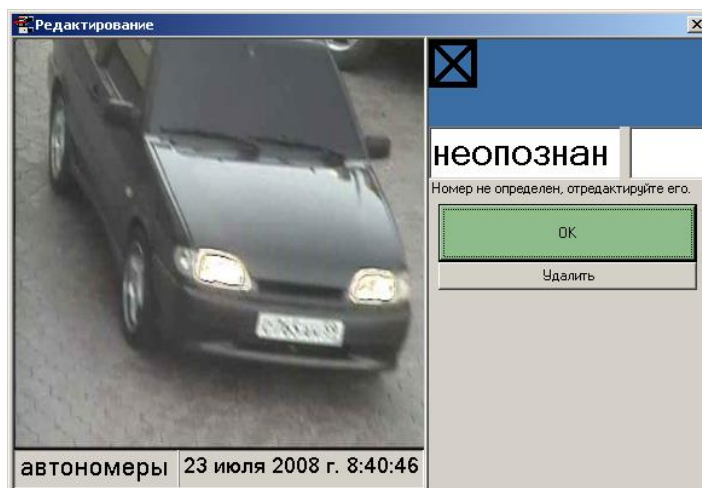 Редактирование
неопознан
Номер не определен, отредактируйте его.
OK
Удалить
автономеры
23 июля 2008 г. 8:40:46